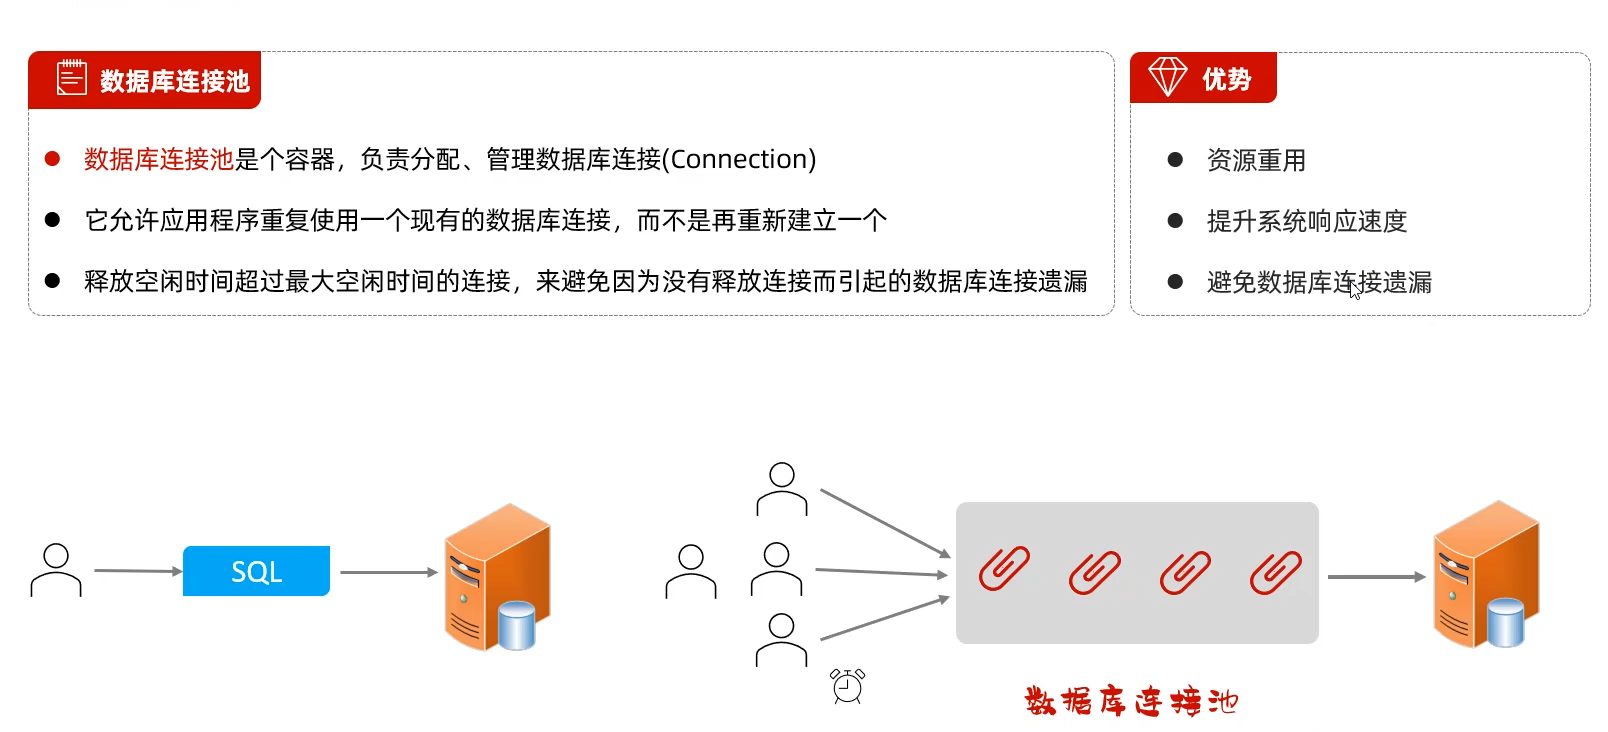 数据库连接池
数据库连接池是个容器，负责分配、管理数据库连接(Connection)
它允许应用程序重复使用一个现有的数据库连接，而不是再重新建立一个
释放空闲时间超过最大空闲时间的连接，来避免因为没有释放连接而引起的数据库连接遗漏
优势
资源重用
提升系统响应速度
避免数据库连接遗漏
SQL
数据库连接池